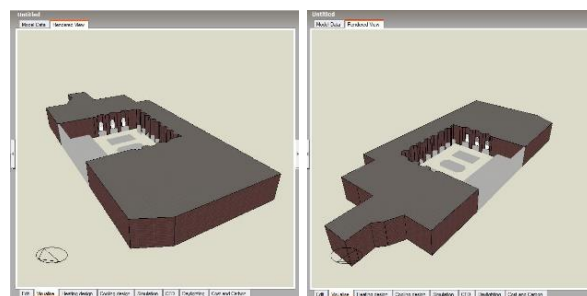 Untitled
Model Data Rendered View
Edit Visualise Heating design Cooling design Simulation CFD Daylighting Cost and Carbon
Untitled
Model Data Rendered View
Edit Visualise Heating design Cooling design Simulation CFD Daylighting Cost and Carbon